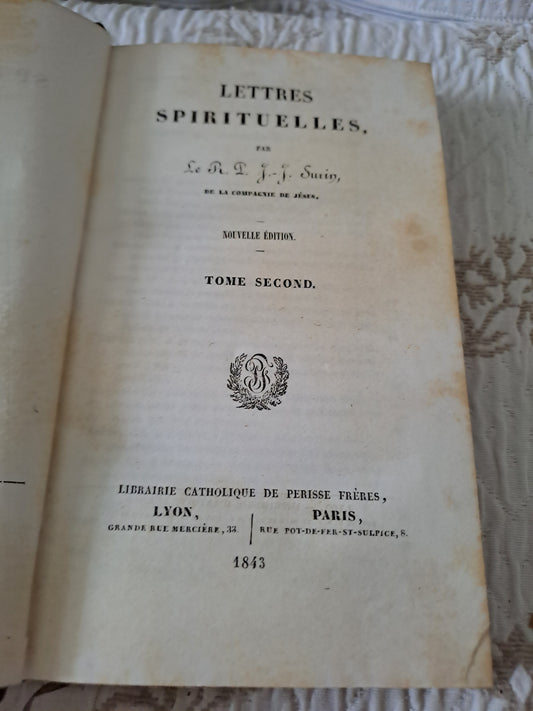 LETTRES
SPIRITUELLES,
PAR
Le R. P. J.-J. Surin,
DE LA COMPAGNIE DE JÉSUS.
NOUVELLE ÉDITION.
TOME SECOND.
LIBRAIRIE CATHOLIQUE DE PERISSE FRÈRES,
LYON,
GRANDE RUE MERCIÈRE, 33.
PARIS,
RUE POT-DE-FER-ST-SULPICE, 8.
1843